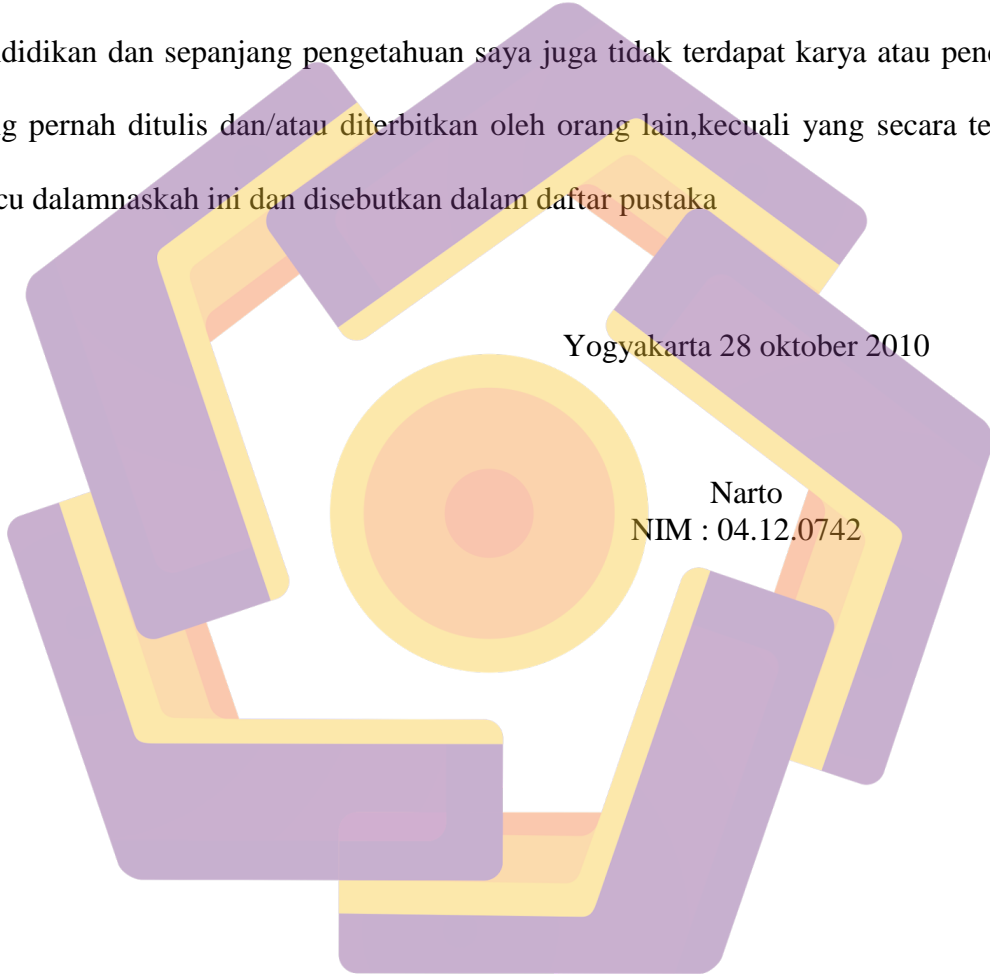 didikan dan sepanjang pengetahuan saya juga tidak terdapat karya atau pen
g pernah ditulis dan/atau diterbitkan oleh orang lain,kecuali yang secara te
cu dalamnaskah ini dan disebutkan dalam daftar pustaka
Yogyakarta 28 oktober 2010
Narto
NIM : 04.12.0742